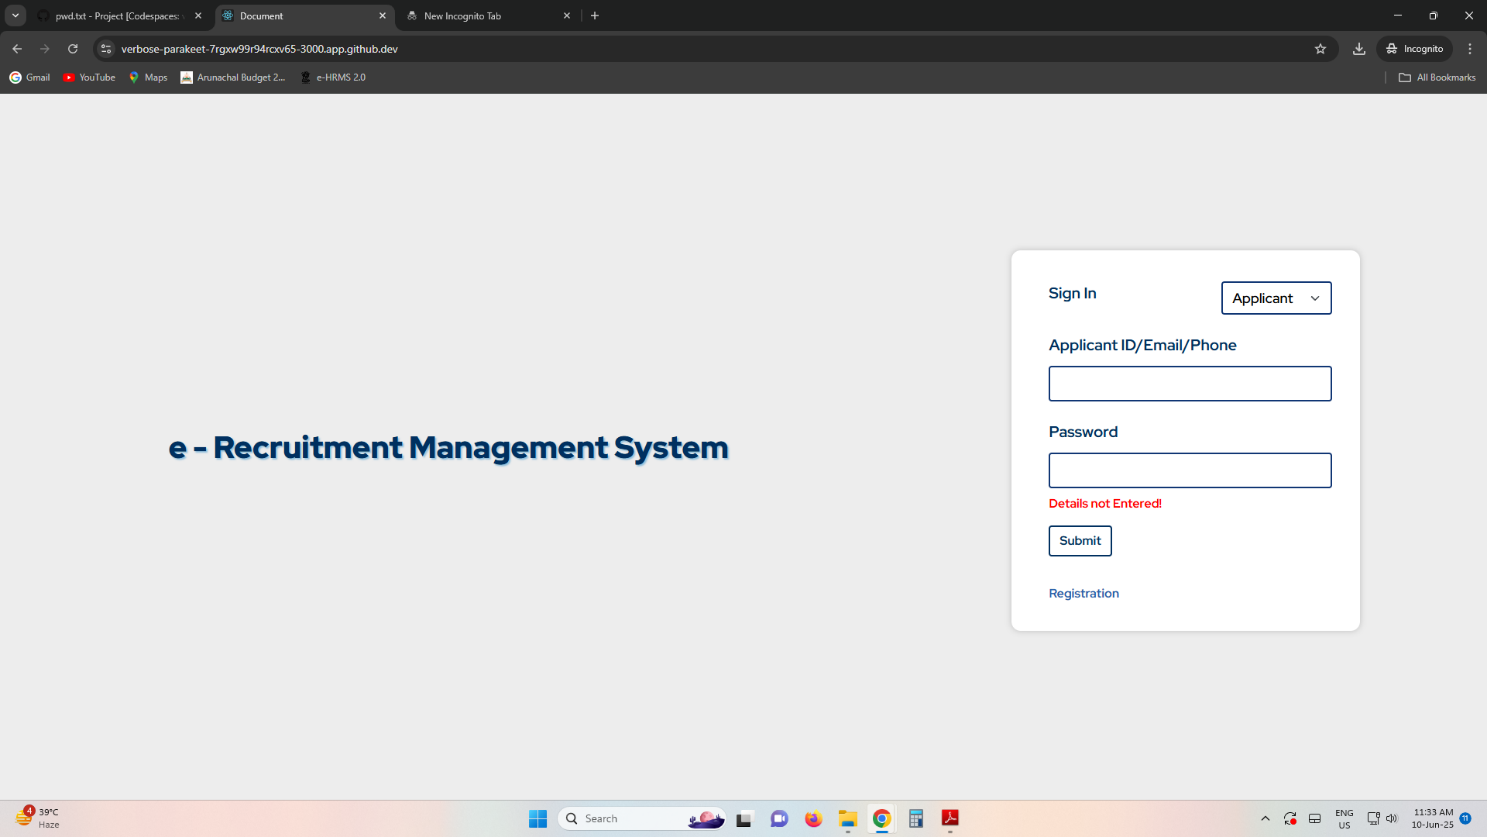 pwd.txt - Project [Codespaces:
Document
New Incognito Tab
verbose-parakeet-7rgxw99r94rcxv65-3000.app.github.dev
Incognito
Gmail
YouTube
Maps
Arunachal Budget 2...
e-HRMS 2.0
All Bookmarks
Sign In
Applicant
Applicant ID/Email/Phone
e - Recruitment Management System
Password
Details not Entered!
Submit
Registration
4
39°C
Haze
Search
ENG
US
11:33 AM
10-Jun-25
11